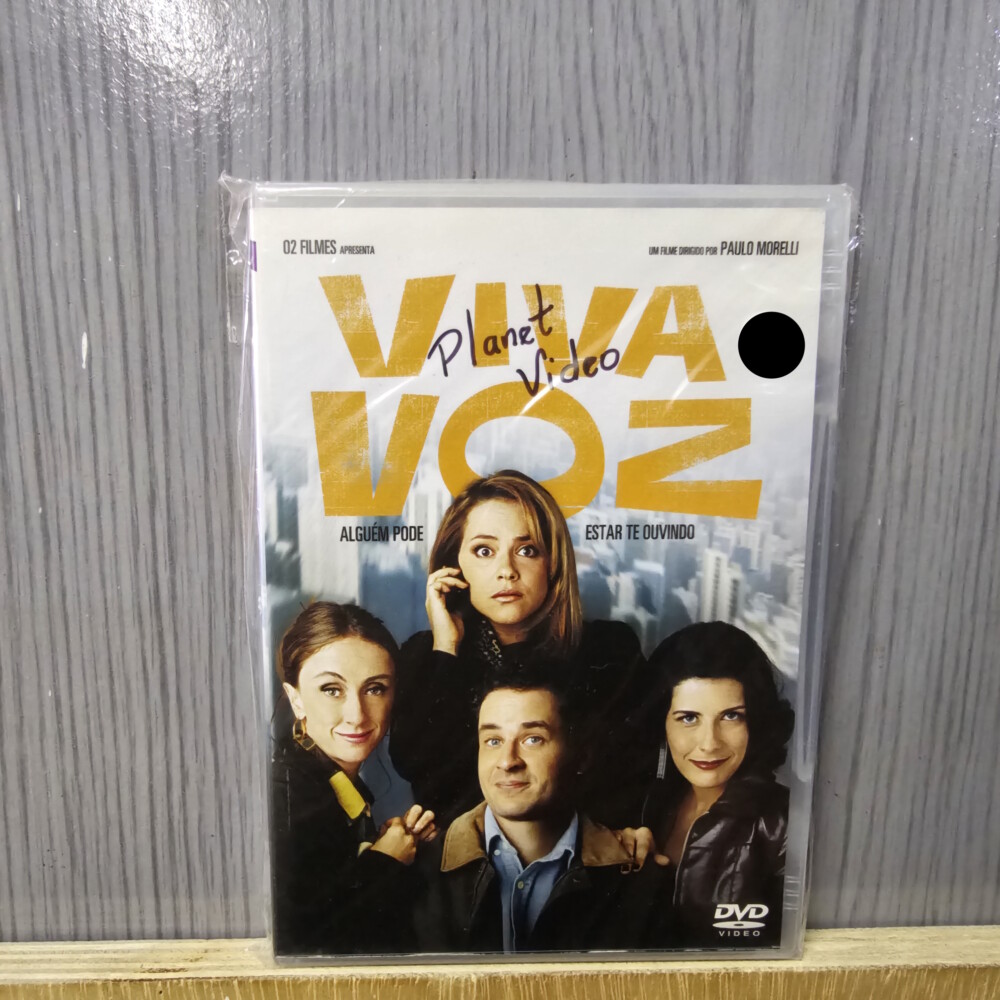 O2 FILMES APRESENTA
UM FILME DIRIGIDO POR PAULO MORELLI
VIVA
Planet
Video
VOZ
ALGUÉM PODE ESTAR TE OUVINDO
DVD
VIDEO